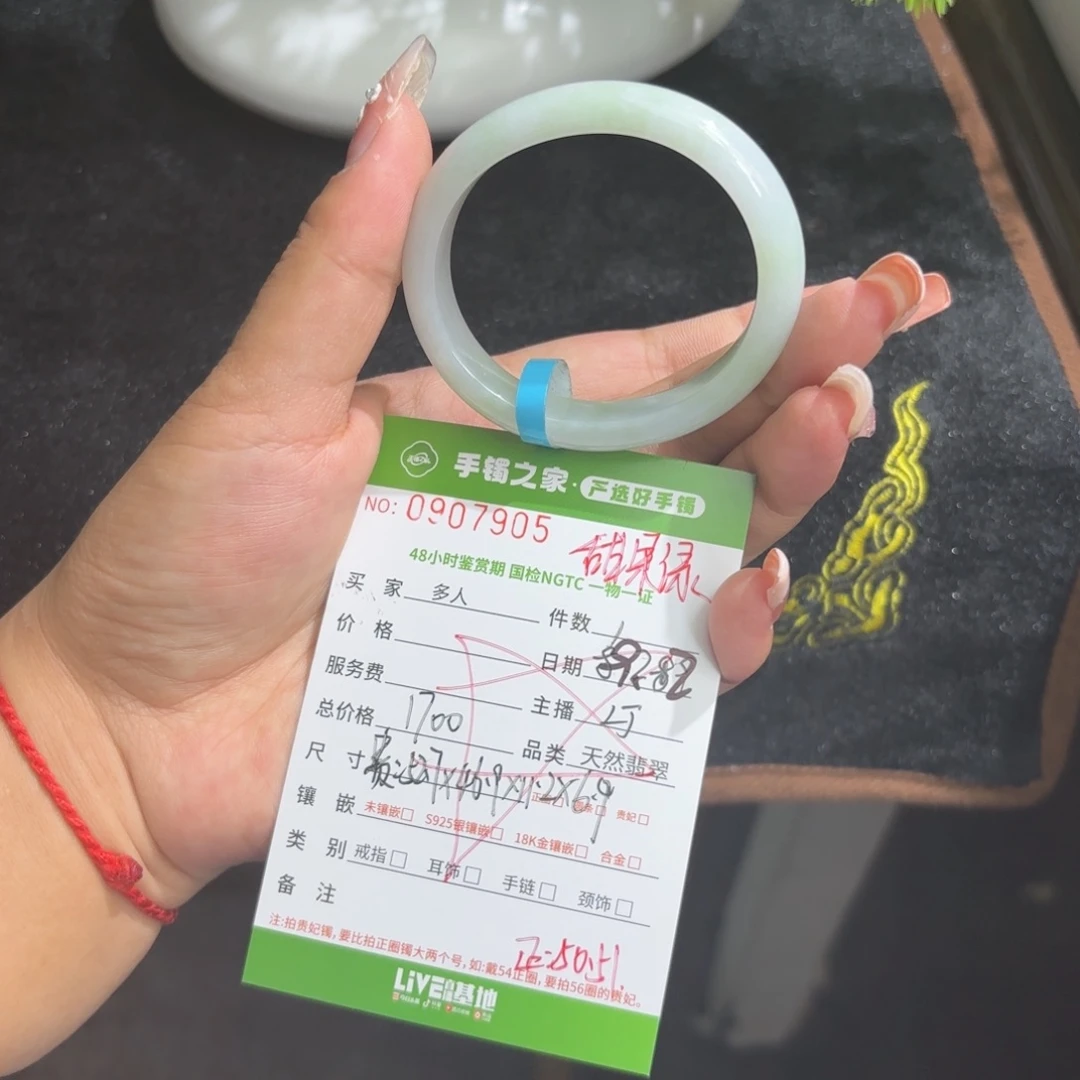 手镯之家·严选好手镯
NO: 0907905
甜果绿
48小时鉴赏期 国检NGTC 一物一证
买 家 多人 件数
价 格 日期
服务费 主播
总价格 1700 品类 天然翡翠
尺 寸 贵妃□
镶 嵌 未镶嵌□ S925银镶嵌□ 18K金镶嵌□ 合金□
类 别 戒指□ 耳饰□ 手链□ 颈饰□
备 注
正:50.51.
注:拍贵妃镯,要比拍正圈镯大两个号,如:戴54正圈,要拍56圈的贵妃。
LiVE 基地